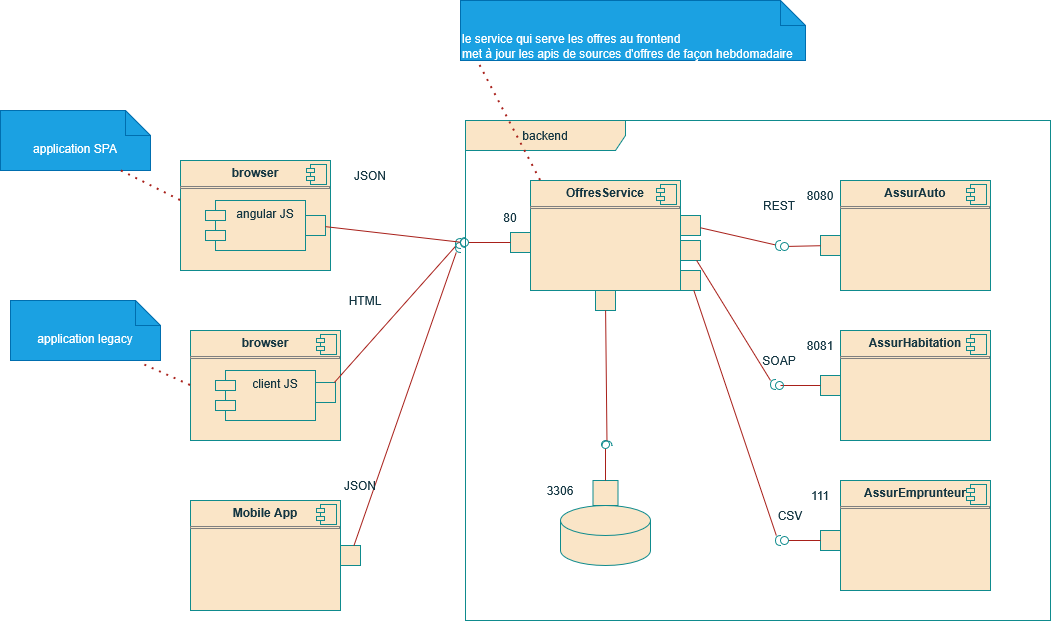 le service qui serve les offres au frontend
met à jour les apis de sources d'offres de façon hebdomadaire
backend
application SPA
browser
angular JS
JSON
80
OffresService
REST
8080
AssurAuto
HTML
application legacy
browser
client JS
8081
SOAP
AssurHabitation
JSON
Mobile App
3306
111
CSV
AssurEmprunteur